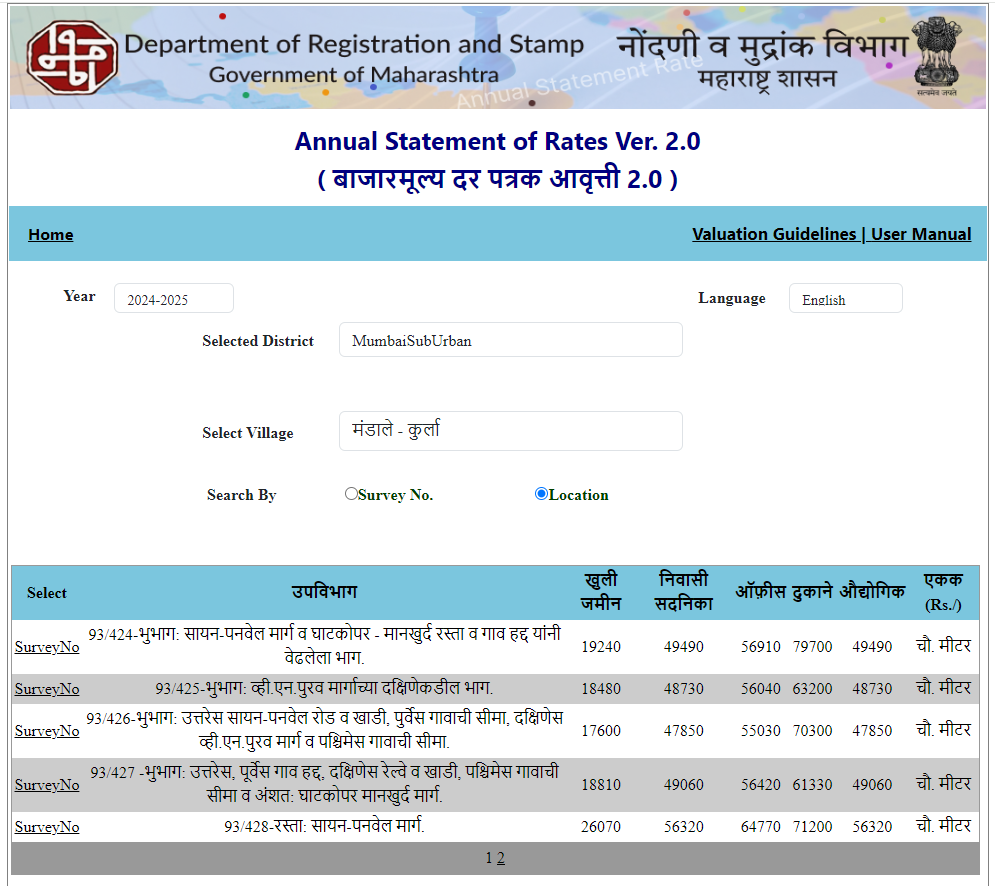 Department of Registration and Stamp
Government of Maharashtra
नोंदणी व मुद्रांक विभाग
महाराष्ट्र शासन
सत्यमेव जयते
Annual Statement Rate
Annual Statement of Rates Ver. 2.0
( बाजारमूल्य दर पत्रक आवृत्ती 2.0 )
Home
Valuation Guidelines | User Manual
Year 2024-2025 Language English
Selected District MumbaiSubUrban
Select Village मंडाले - कुर्ला
Search By Survey No. Location
Select उपविभाग खुली जमीन निवासी सदनिका ऑफ़ीस दुकाने औद्योगिक एकक (Rs./)
SurveyNo 93/424-भुभाग: सायन-पनवेल मार्ग व घाटकोपर - मानखुर्द रस्ता व गाव हद्द यांनी
वेढलेला भाग. 19240 49490 56910 79700 49490 चौ. मीटर
SurveyNo 93/425-भुभाग: व्ही.एन.पुरव मार्गाच्या दक्षिणेकडील भाग. 18480 48730 56040 63200 48730 चौ. मीटर
SurveyNo 93/426-भुभाग: उत्तरेस सायन-पनवेल रोड व खाडी, पुर्वेस गावाची सीमा, दक्षिणेस
व्ही.एन.पुरव मार्ग व पश्चिमेस गावाची सीमा. 17600 47850 55030 70300 47850 चौ. मीटर
SurveyNo 93/427 -भुभाग: उत्तरेस, पूर्वेस गाव हद्द, दक्षिणेस रेल्वे व खाडी, पश्चिमेस गावाची
सीमा व अंशत: घाटकोपर मानखुर्द मार्ग. 18810 49060 56420 61330 49060 चौ. मीटर
SurveyNo 93/428-रस्ता: सायन-पनवेल मार्ग. 26070 56320 64770 71200 56320 चौ. मीटर
1 2